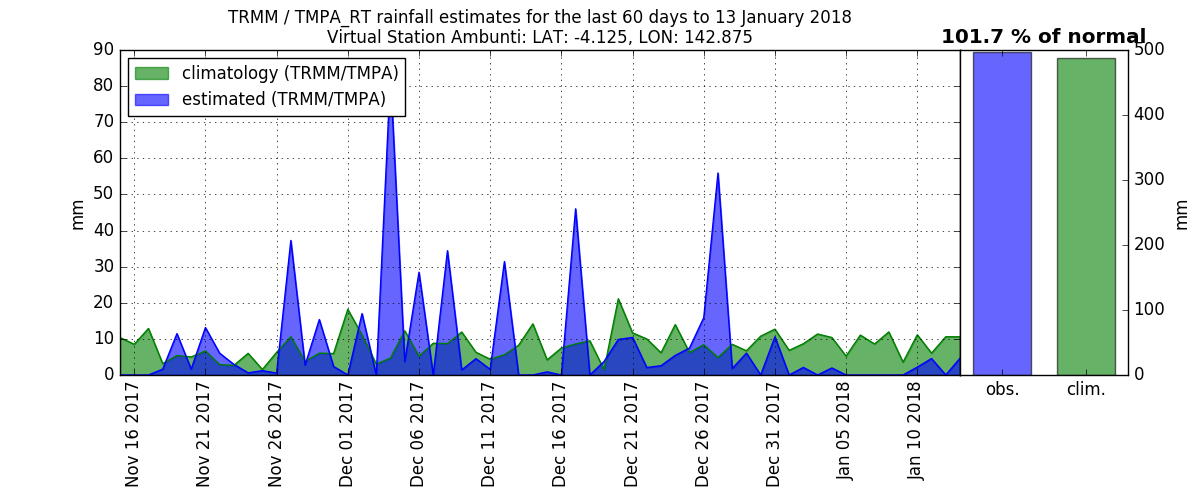 TRMM / TMPA_RT rainfall estimates for the last 60 days to 13 January 2018
Virtual Station Ambunti: LAT: -4.125, LON: 142.875
101.7 % of normal
climatology (TRMM/TMPA)
estimated (TRMM/TMPA)
90
80
70
60
50
40
30
20
10
0
mm
Nov 16 2017
Nov 21 2017
Nov 26 2017
Dec 01 2017
Dec 06 2017
Dec 11 2017
Dec 16 2017
Dec 21 2017
Dec 26 2017
Dec 31 2017
Jan 05 2018
Jan 10 2018
obs.
clim.
500
400
300
200
100
0
mm